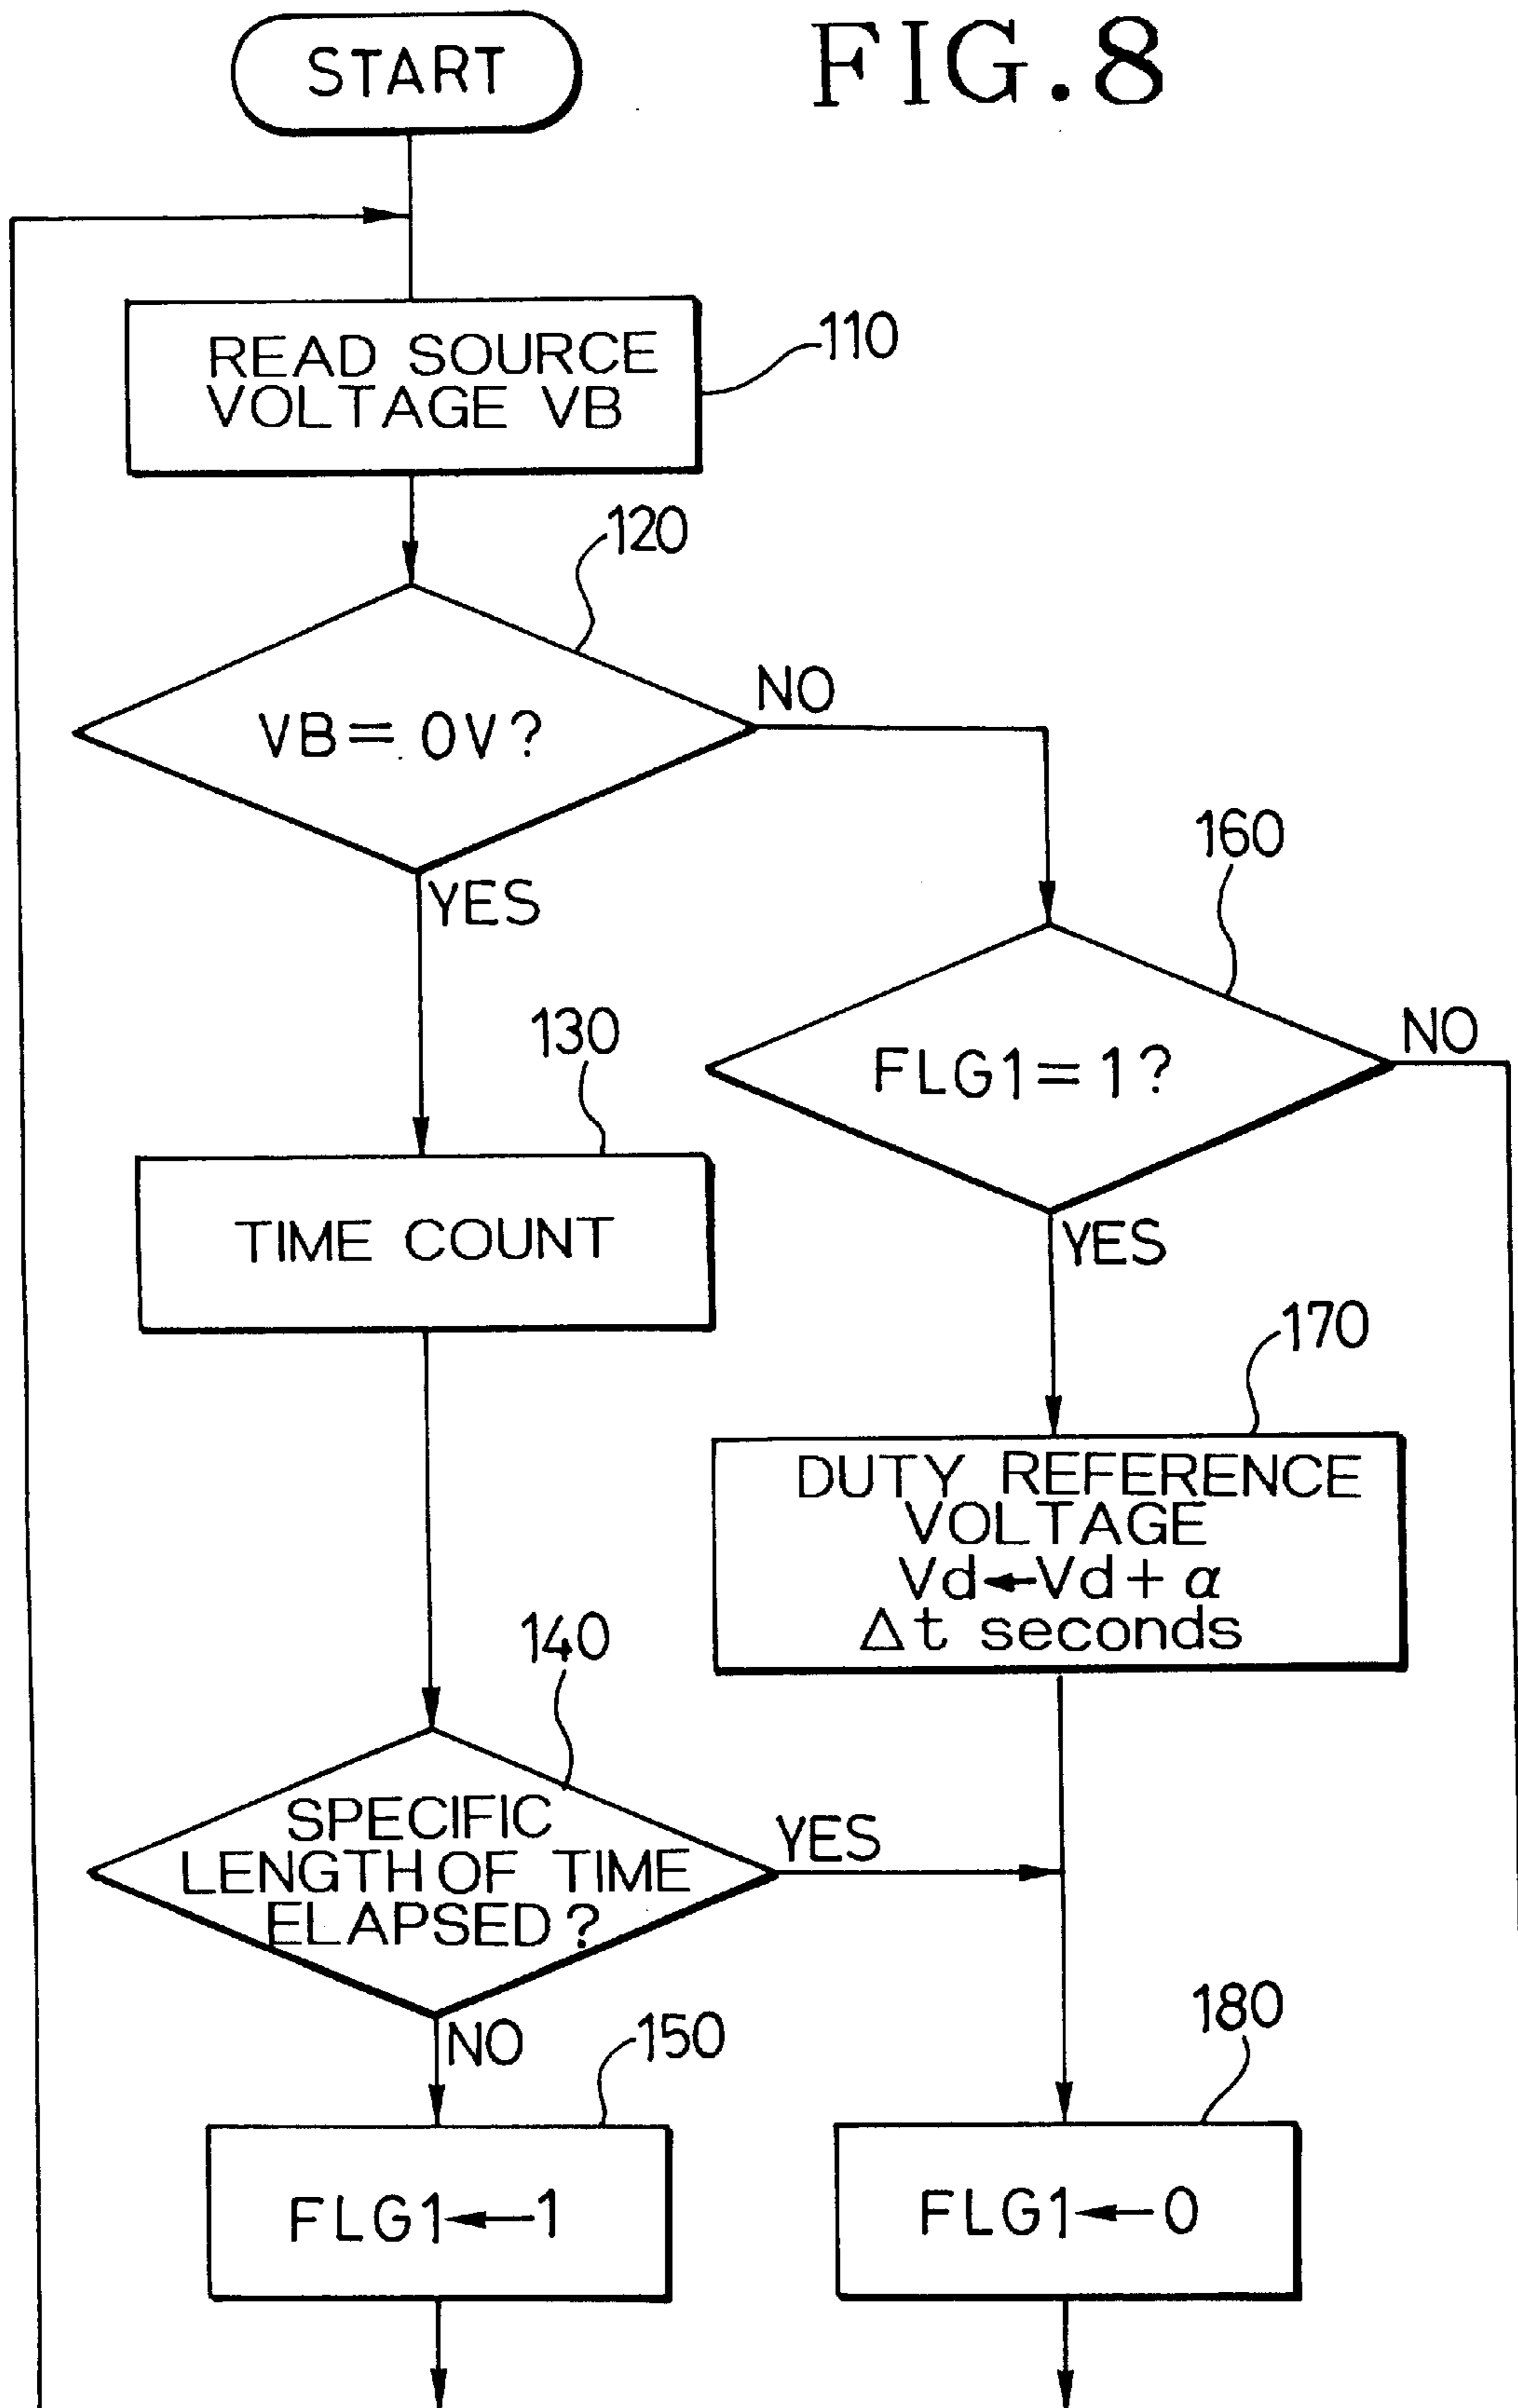 START
FIG.8
READ SOURCE
VOLTAGE VB
110
120
VB=0V?
NO
YES
160
FLG1=1?
NO
YES
130
TIME COUNT
170
DUTY REFERENCE
VOLTAGE
Vd←Vd+α
Δt seconds
140
SPECIFIC
LENGTH OF TIME
ELAPSED?
YES
NO
150
FLG1←1
180
FLG1←0